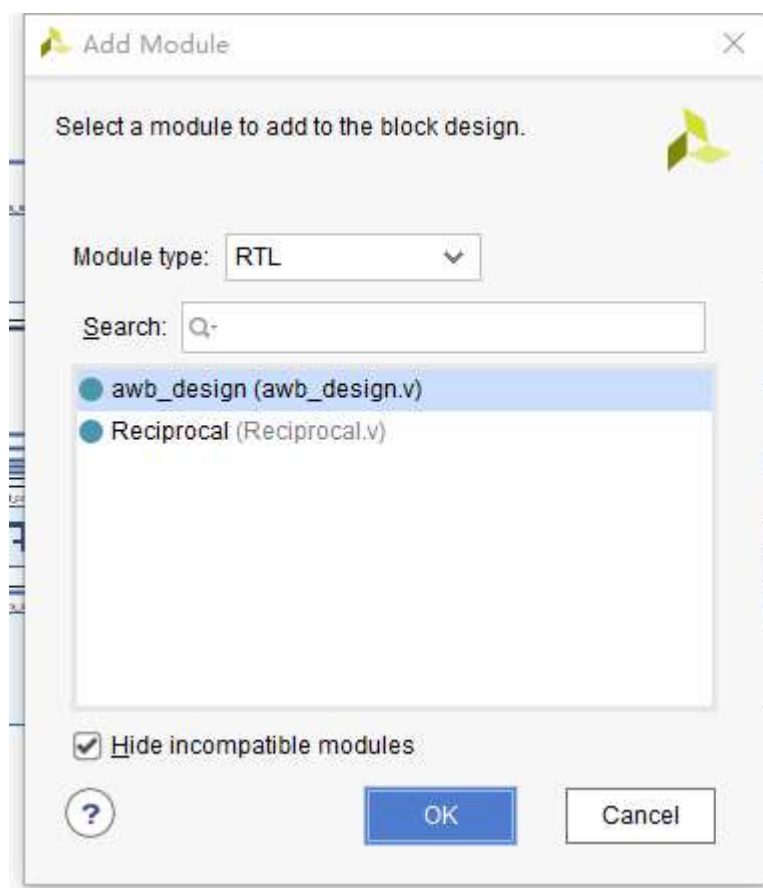 Add Module
Select a module to add to the block design.
Module type: RTL
Search:
awb_design (awb_design.v)
Reciprocal (Reciprocal.v)
Hide incompatible modules
? OK Cancel